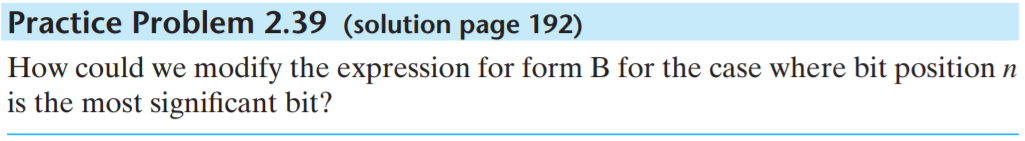 Practice Problem 2.39 (solution page 192)
How could we modify the expression for form B for the case where bit position n
is the most significant bit?